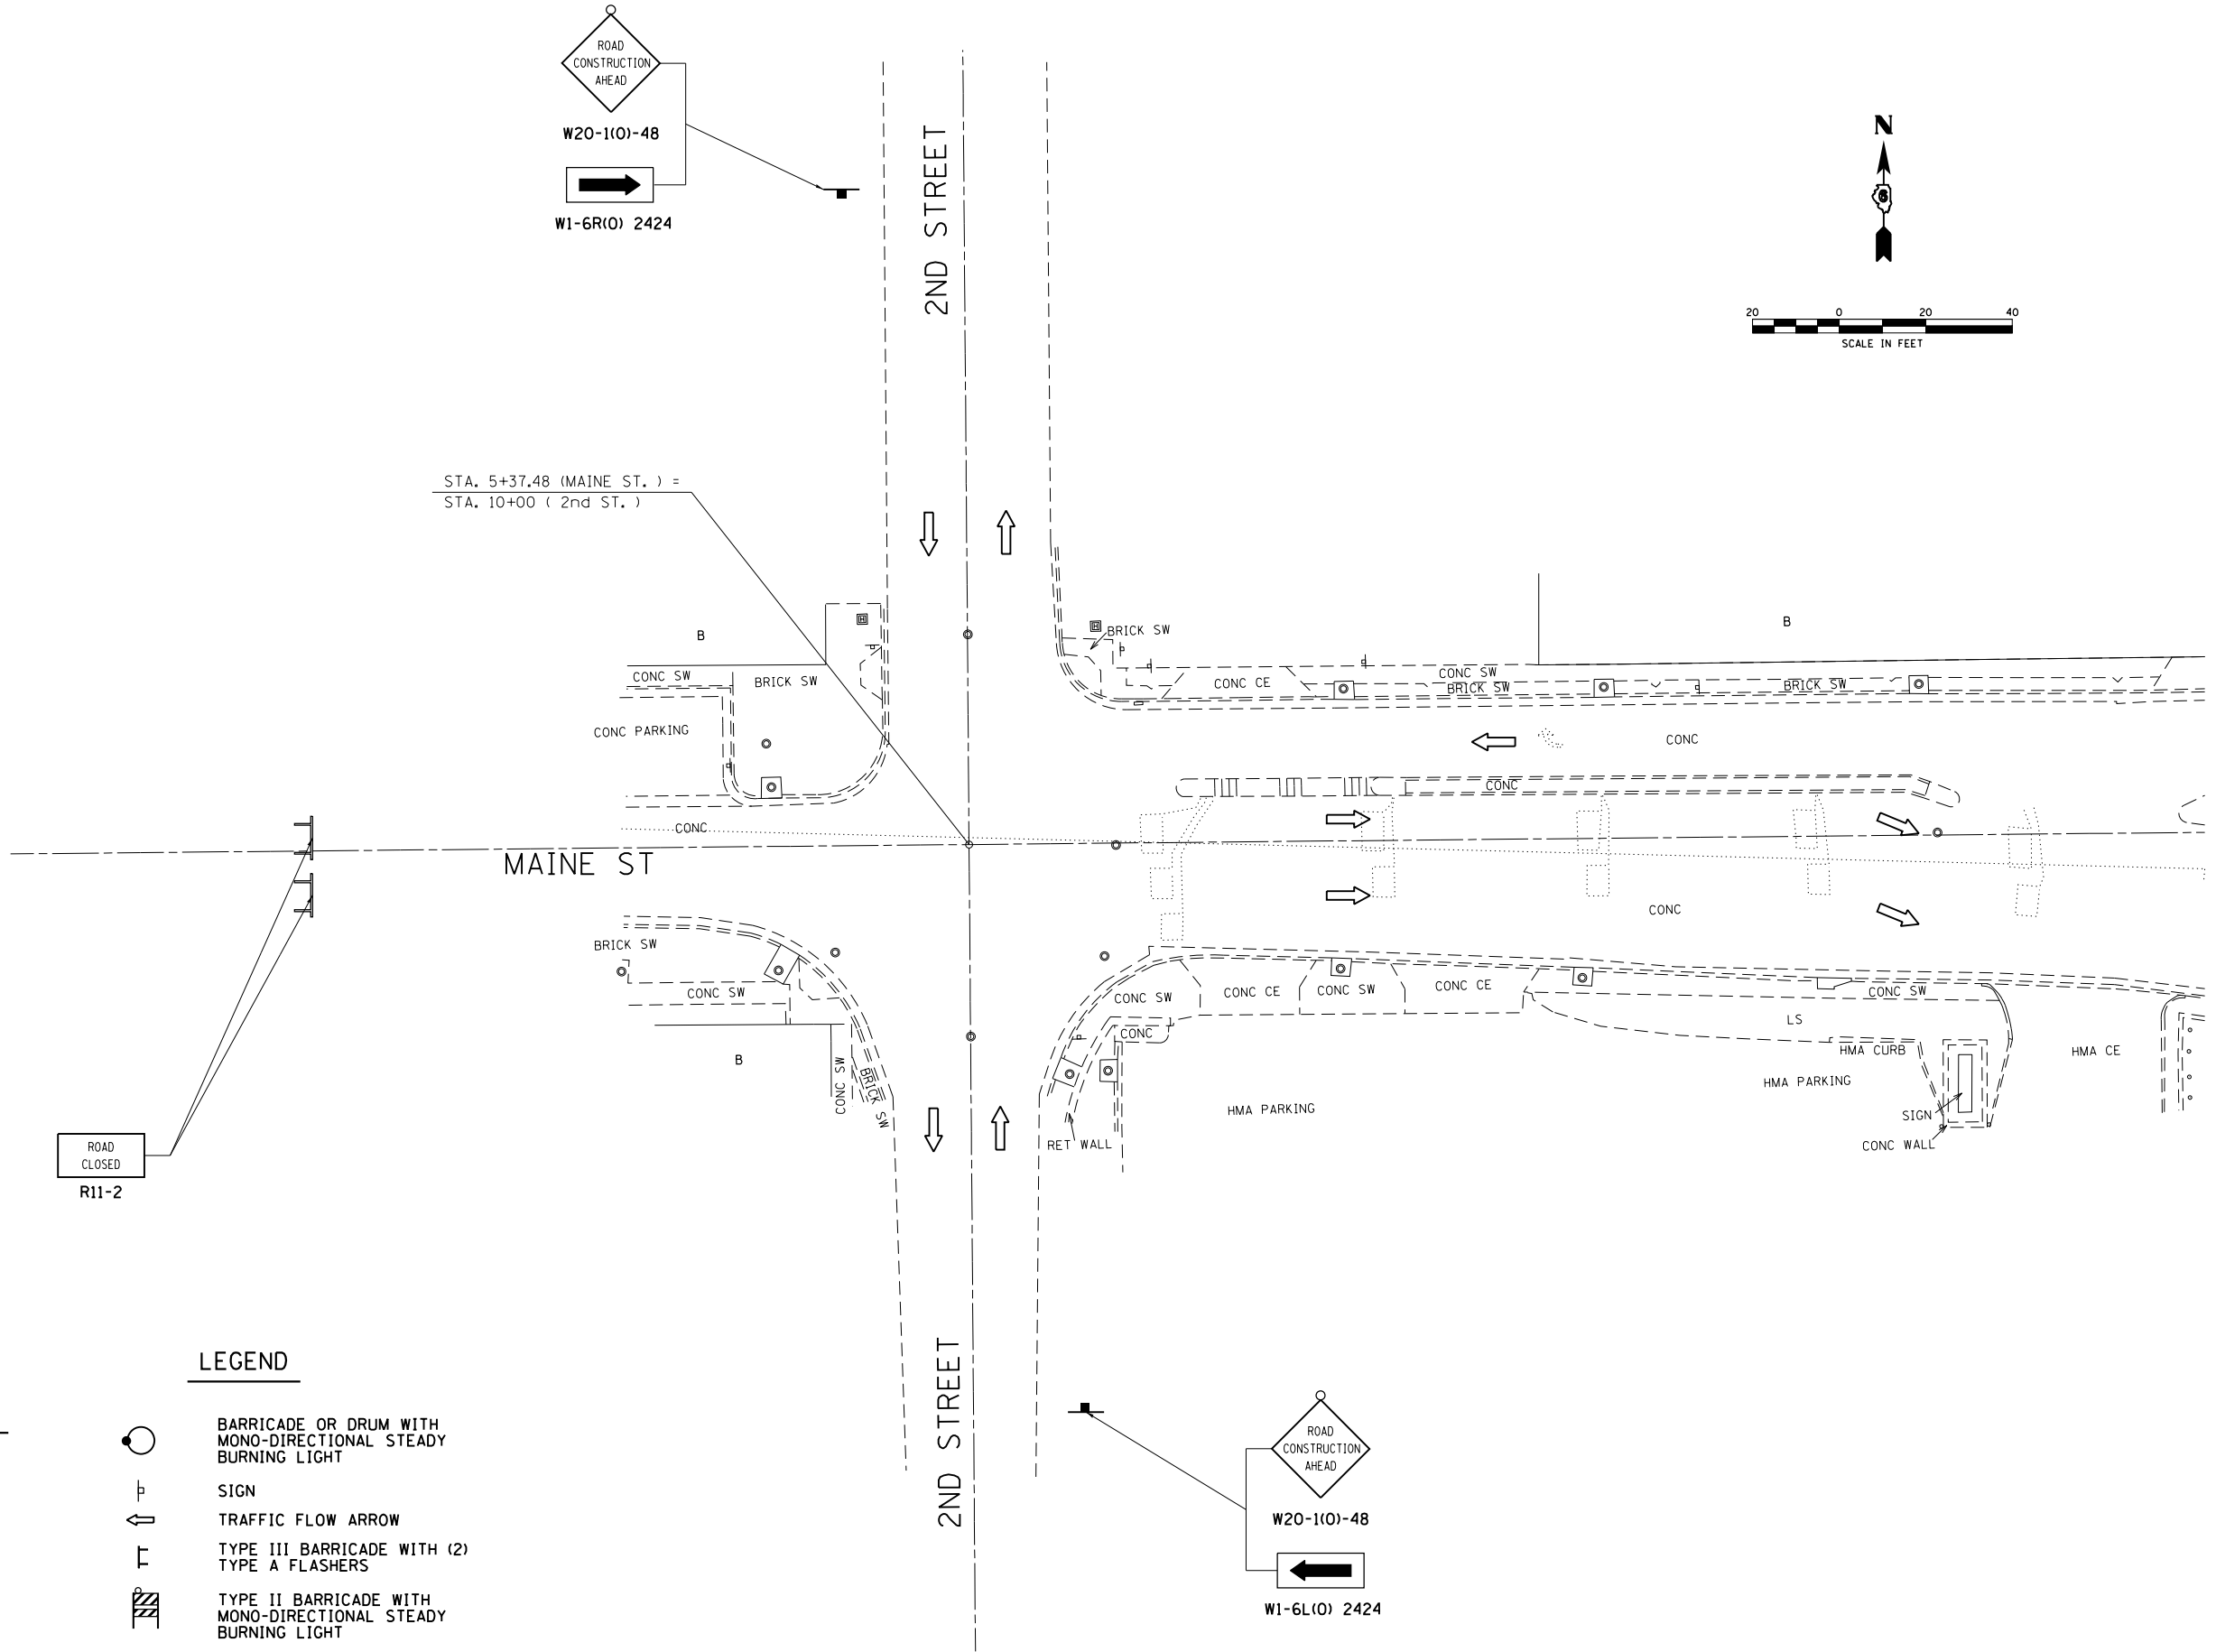 ROAD
CONSTRUCTION
AHEAD
W20-1(O)-48
W1-6R(O) 2424
2ND STREET
N
20 0 20 40
SCALE IN FEET
STA. 5+37.48 (MAINE ST. ) =
STA. 10+00 ( 2nd ST. )
B
BRICK SW
B
CONC SW
BRICK SW
CONC CE
CONC SW
BRICK SW
BRICK SW
CONC PARKING
CONC
CONC
CONC
MAINE ST
CONC
BRICK SW
CONC SW
CONC SW
CONC CE
CONC SW
CONC CE
CONC SW
LS
CONC
B
CONC SW
BRICK SW
HMA CURB
HMA CE
HMA PARKING
HMA PARKING
SIGN
RET WALL
CONC WALL
ROAD
CLOSED
R11-2
2ND STREET
LEGEND
BARRICADE OR DRUM WITH
MONO-DIRECTIONAL STEADY
BURNING LIGHT
SIGN
TRAFFIC FLOW ARROW
TYPE III BARRICADE WITH (2)
TYPE A FLASHERS
TYPE II BARRICADE WITH
MONO-DIRECTIONAL STEADY
BURNING LIGHT
ROAD
CONSTRUCTION
AHEAD
W20-1(O)-48
W1-6L(O) 2424